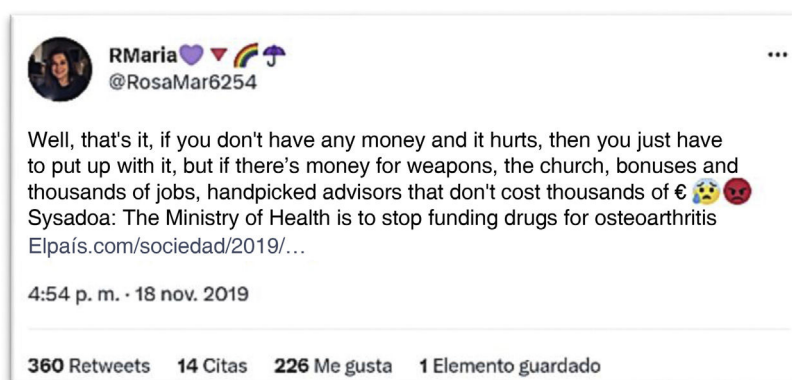 RMaria💜🔻🌈☂
@RosaMar6254
Well, that's it, if you don't have any money and it hurts, then you just have
to put up with it, but if there’s money for weapons, the church, bonuses and
thousands of jobs, handpicked advisors that don't cost thousands of € 😰😡
Sysadoa: The Ministry of Health is to stop funding drugs for osteoarthritis
Elpaís.com/sociedad/2019/…
4:54 p. m. · 18 nov. 2019
360 Retweets 14 Citas 226 Me gusta 1 Elemento guardado